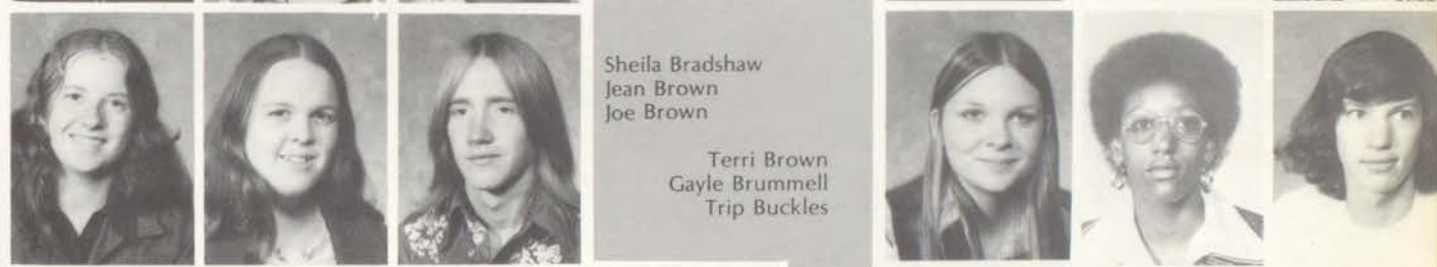 Sheila Bradshaw
Jean Brown
Joe Brown
Terri Brown
Gayle Brummell
Trip Buckles